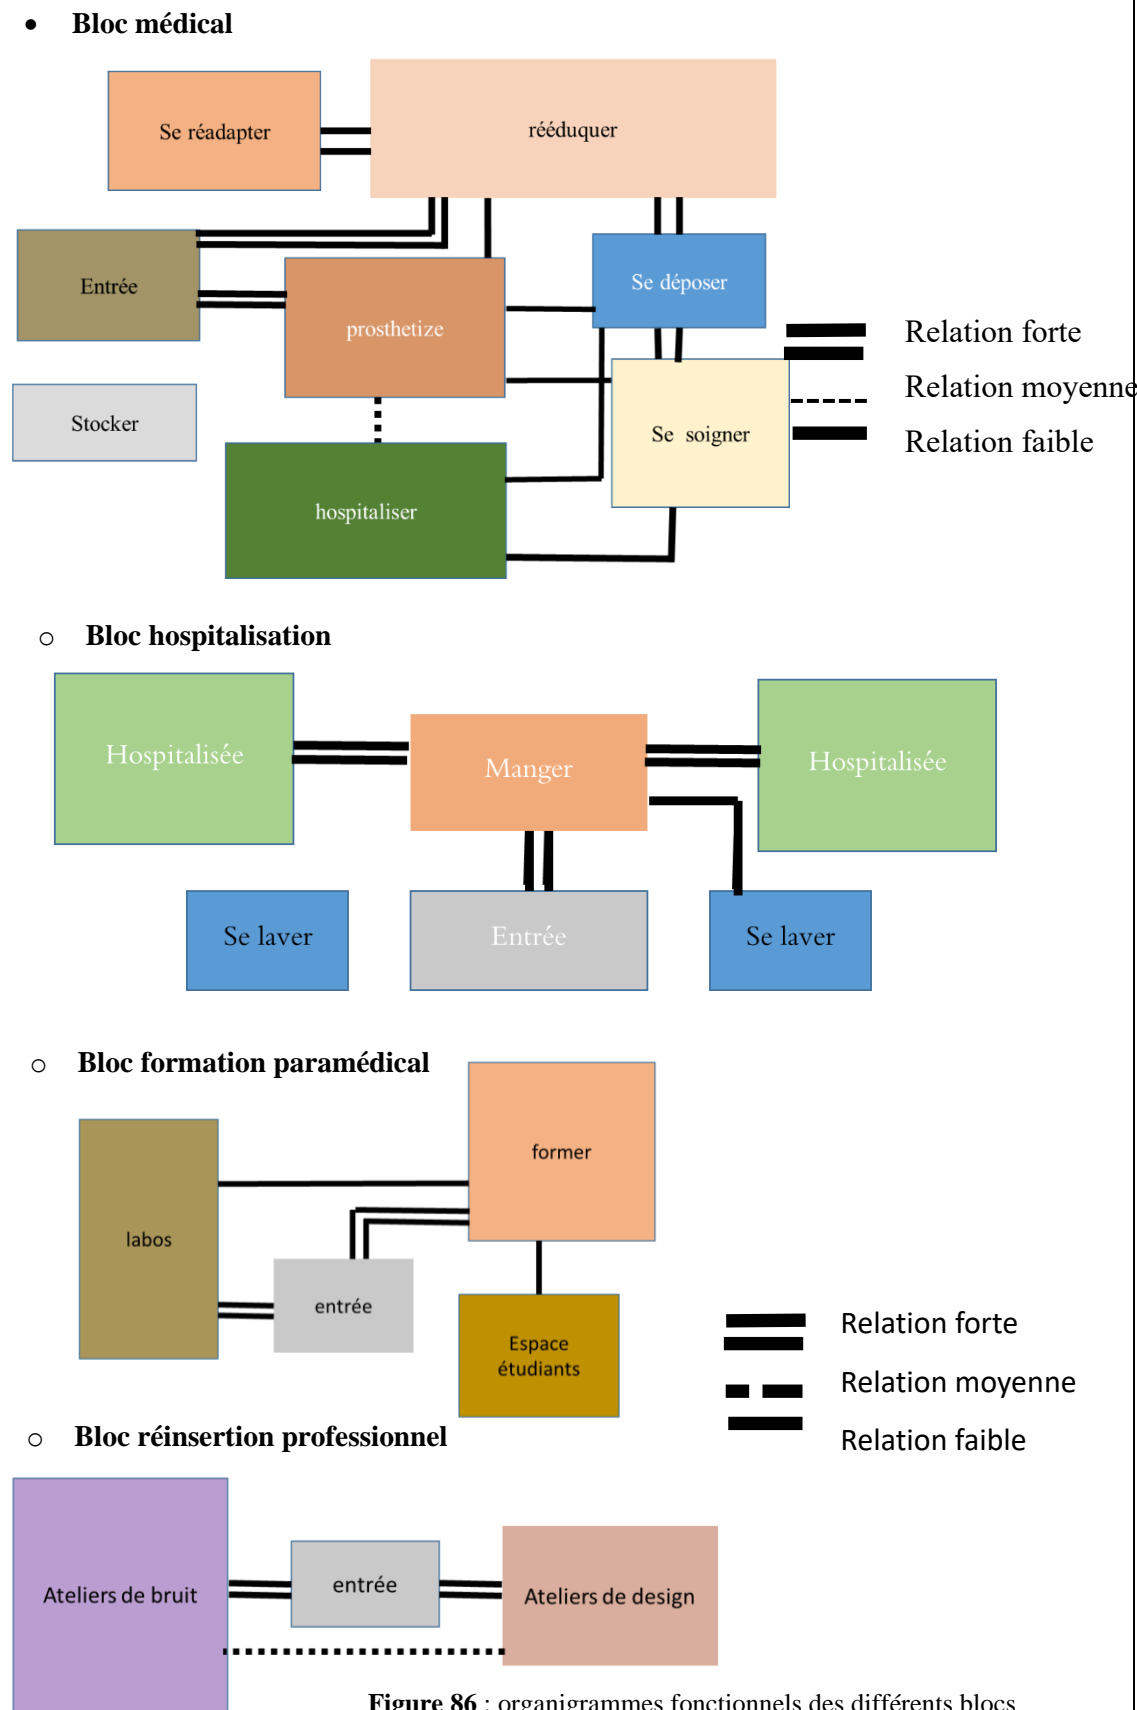 • Bloc médical
Se réadapter
rééduquer
Entrée
Se déposer
prosthetize
Relation forte
Relation moyenne
Stocker
Se soigner
Relation faible
hospitaliser
o Bloc hospitalisation
Hospitalisée
Manger
Hospitalisée
Se laver
Entrée
Se laver
o Bloc formation paramédical
former
labos
entrée
Espace
étudiants
Relation forte
Relation moyenne
Relation faible
o Bloc réinsertion professionnel
Ateliers de bruit
entrée
Ateliers de design
Figure 86 : organigrammes fonctionnels des différents blocs